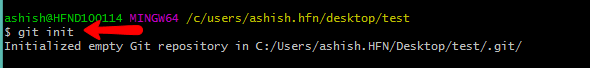 ashish@HFND100114 MINGW64 /c/users/ashish.hfn/desktop/test
$ git init
Initialized empty Git repository in C:/Users/ashish.HFN/Desktop/test/.git/